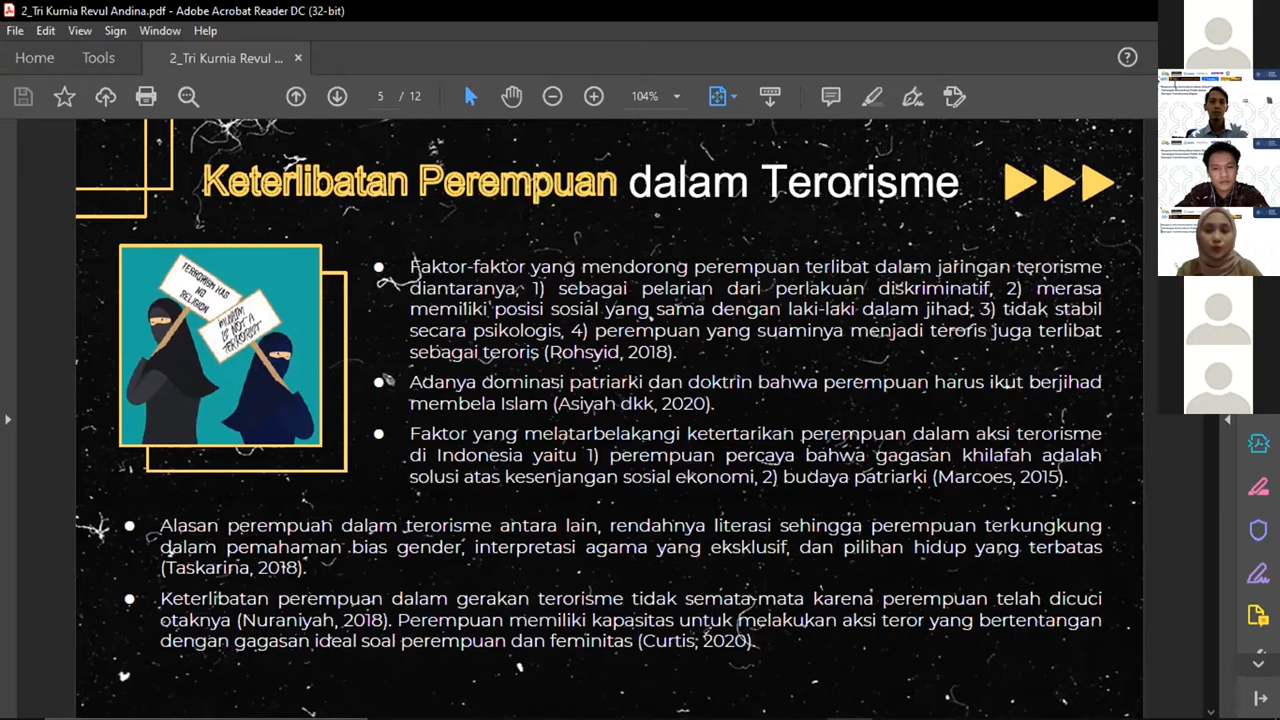 2_Tri Kurnia Revul Andina.pdf - Adobe Acrobat Reader DC (32-bit)
File Edit View Sign Window Help
Home Tools 2_Tri Kurnia Revul ... ×
5 / 12 104%
Keterlibatan Perempuan dalam Terorisme
TERRORISM HAS
NO
RELIGION
MUSLIM
IS NOT A
TERRORIST
Faktor-faktor yang mendorong perempuan terlibat dalam jaringan terorisme
diantaranya, 1) sebagai pelarian dari perlakuan diskriminatif, 2) merasa
memiliki posisi sosial yang sama dengan laki-laki dalam jihad, 3) tidak stabil
secara psikologis, 4) perempuan yang suaminya menjadi teroris juga terlibat
sebagai teroris (Rohsyid, 2018).
Adanya dominasi patriarki dan doktrin bahwa perempuan harus ikut berjihad
membela Islam (Asiyah dkk, 2020).
Faktor yang melatarbelakangi ketertarikan perempuan dalam aksi terorisme
di Indonesia yaitu 1) perempuan percaya bahwa gagasan khilafah adalah
solusi atas kesenjangan sosial ekonomi, 2) budaya patriarki (Marcoes, 2015).
Alasan perempuan dalam terorisme antara lain, rendahnya literasi sehingga perempuan terkungkung
dalam pemahaman bias gender, interpretasi agama yang eksklusif, dan pilihan hidup yang terbatas
(Taskarina, 2018).
Keterlibatan perempuan dalam gerakan terorisme tidak semata-mata karena perempuan telah dicuci
otaknya (Nuraniyah, 2018). Perempuan memiliki kapasitas untuk melakukan aksi teror yang bertentangan
dengan gagasan ideal soal perempuan dan feminitas (Curtis, 2020).